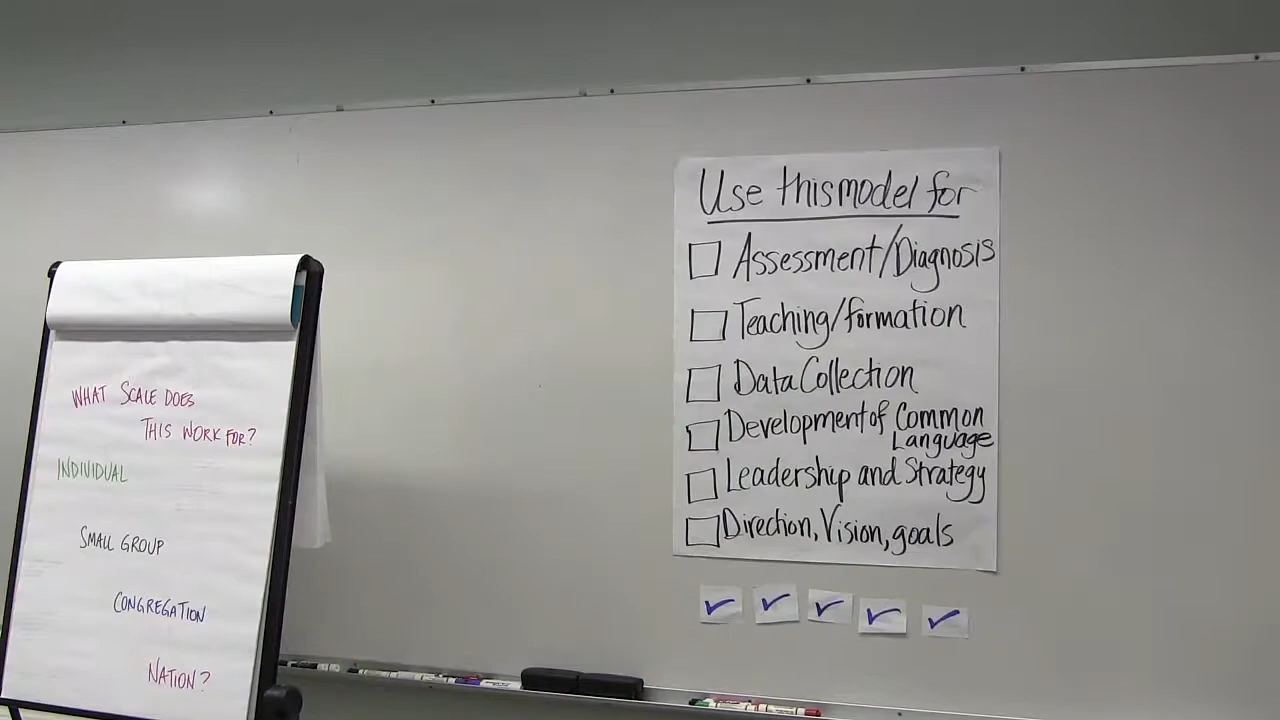 WHAT SCALE DOES
THIS WORK FOR?
INDIVIDUAL
SMALL GROUP
CONGREGATION
NATION?
Use this model for
Assessment/Diagnosis
Teaching/formation
Data Collection
Development of Common
Language
Leadership and Strategy
Direction, Vision, goals